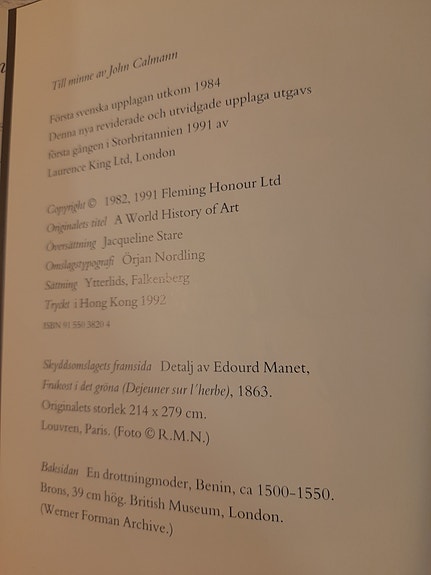 Till minne av John Calmann
Första svenska upplagan utkom 1984
Denna nya reviderade och utvidgade upplaga utgavs
första gången i Storbritannien 1991 av
Laurence King Ltd, London
Copyright © 1982, 1991 Fleming Honour Ltd
Originalets titel A World History of Art
Översättning Jacqueline Stare
Omslagstypografi Örjan Nordling
Sättning Ytterlids, Falkenberg
Tryckt i Hong Kong 1992
ISBN 91 550 3820 4
Skyddsomslagets framsida Detalj av Edourd Manet,
Frukost i det gröna (Dejeuner sur l'herbe), 1863.
Originalets storlek 214 x 279 cm.
Louvren, Paris. (Foto © R.M.N.)
Baksidan En drottningmoder, Benin, ca 1500–1550.
Brons, 39 cm hög. British Museum, London.
(Werner Forman Archive.)